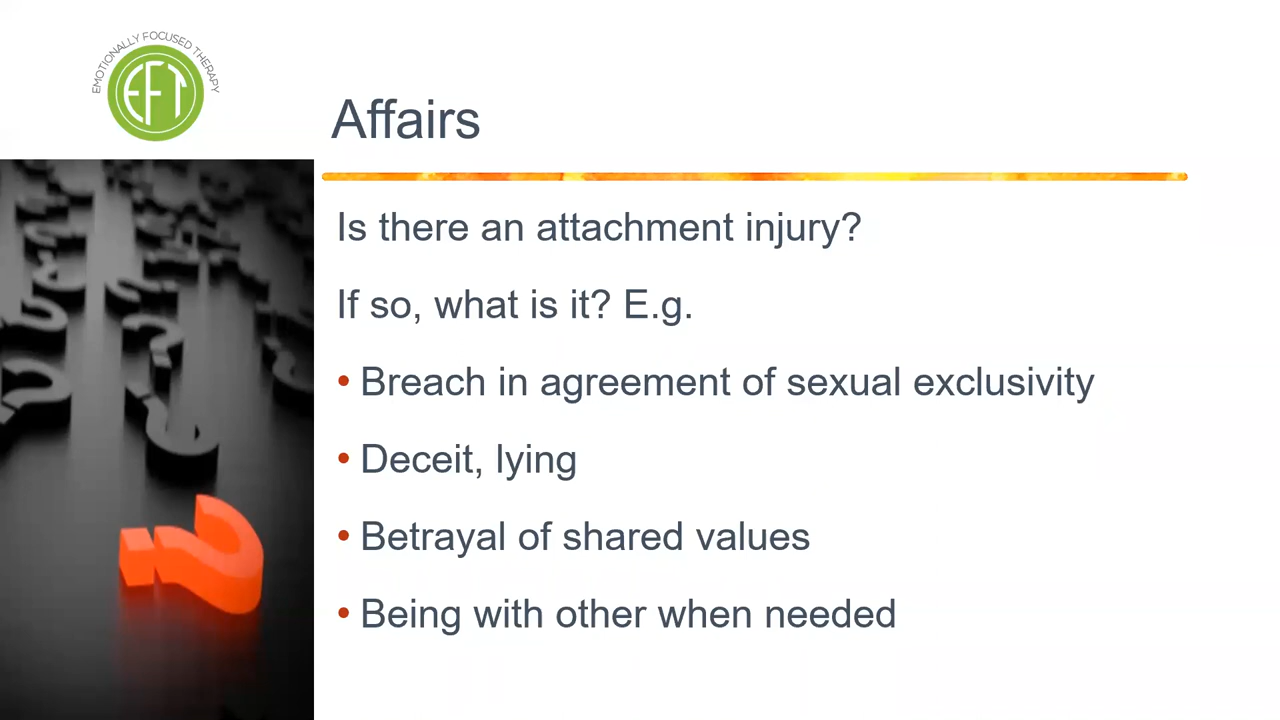 EMOTIONALLY FOCUSED THERAPY
EFT
Affairs
Is there an attachment injury?
If so, what is it? E.g.
• Breach in agreement of sexual exclusivity
• Deceit, lying
• Betrayal of shared values
• Being with other when needed